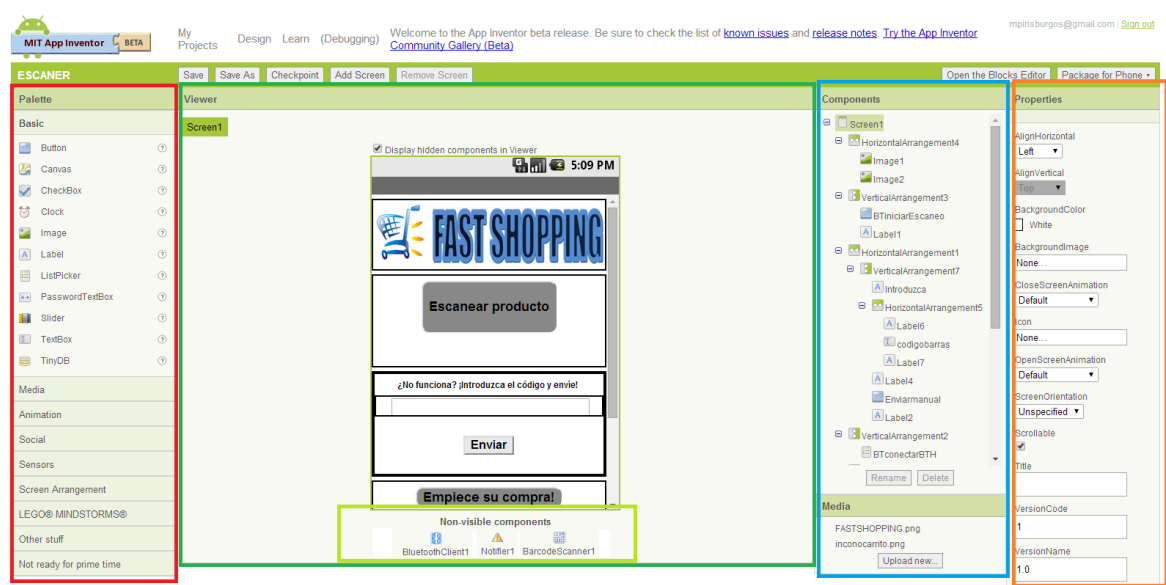 MIT App Inventor BETA
My Projects
Design Learn (Debugging)
Welcome to the App Inventor beta release. Be sure to check the list of known issues and release notes. Try the App Inventor
Community Gallery (Beta)
mpirisburgos@gmail.com | Sign out
ESCANER
Save Save As Checkpoint Add Screen Remove Screen
Open the Blocks Editor Package for Phone
Palette
Basic
Button
Canvas
CheckBox
Clock
Image
Label
ListPicker
PasswordTextBox
Slider
TextBox
TinyDB
Media
Animation
Social
Sensors
Screen Arrangement
LEGO® MINDSTORMS®
Other stuff
Not ready for prime time
Viewer
Screen1
Display hidden components in Viewer
5:09 PM
FAST SHOPPING
Escanear producto
¿No funciona? ¡Introduzca el código y envie!
Enviar
Empiece su compra!
Non-visible components
BluetoothClient1 Notifier1 BarcodeScanner1
Components
Screen1
HorizontalArrangement4
Image1
Image2
VerticalArrangement3
BTiniciarEscaneo
Label1
HorizontalArrangement1
VerticalArrangement7
Introduzca
HorizontalArrangement5
Label6
codigobarras
Label7
Label4
Enviarmanual
Label2
VerticalArrangement2
BTconectarBTH
Rename Delete
Media
FASTSHOPPING.png
inconocarrito.png
Upload new...
Properties
AlignHorizontal
Left
AlignVertical
Top
BackgroundColor
White
BackgroundImage
None...
CloseScreenAnimation
Default
Icon
None...
OpenScreenAnimation
Default
ScreenOrientation
Unspecified
Scrollable
Title
VersionCode
1
VersionName
1.0